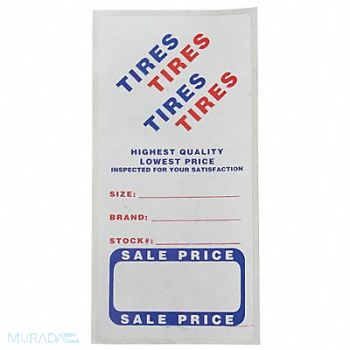 TIRES
TIRES
TIRES
TIRES
HIGHEST QUALITY
LOWEST PRICE
INSPECTED FOR YOUR SATISFACTION
SIZE:
BRAND:
STOCK#:
SALE PRICE
SALE PRICE
MURADA